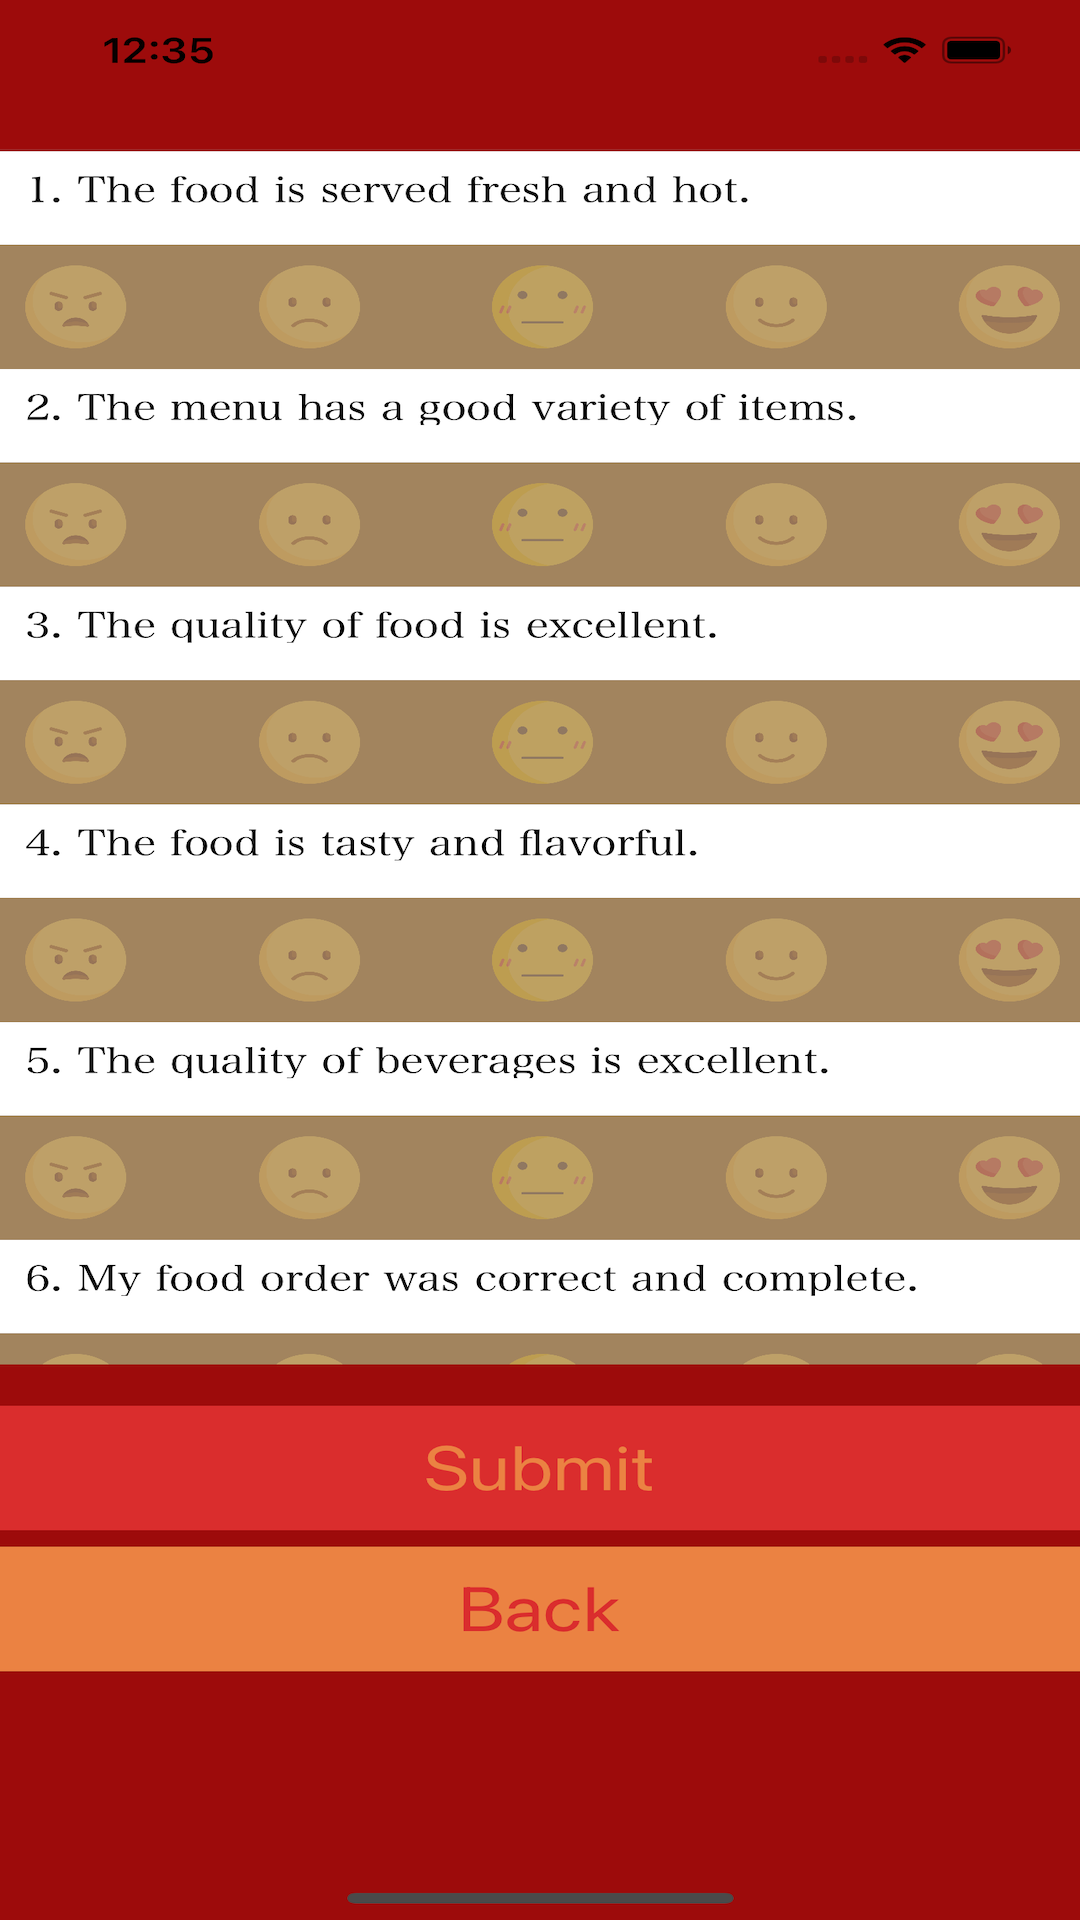 12:35
1. The food is served fresh and hot.
2. The menu has a good variety of items.
3. The quality of food is excellent.
4. The food is tasty and flavorful.
5. The quality of beverages is excellent.
6. My food order was correct and complete.
Submit
Back